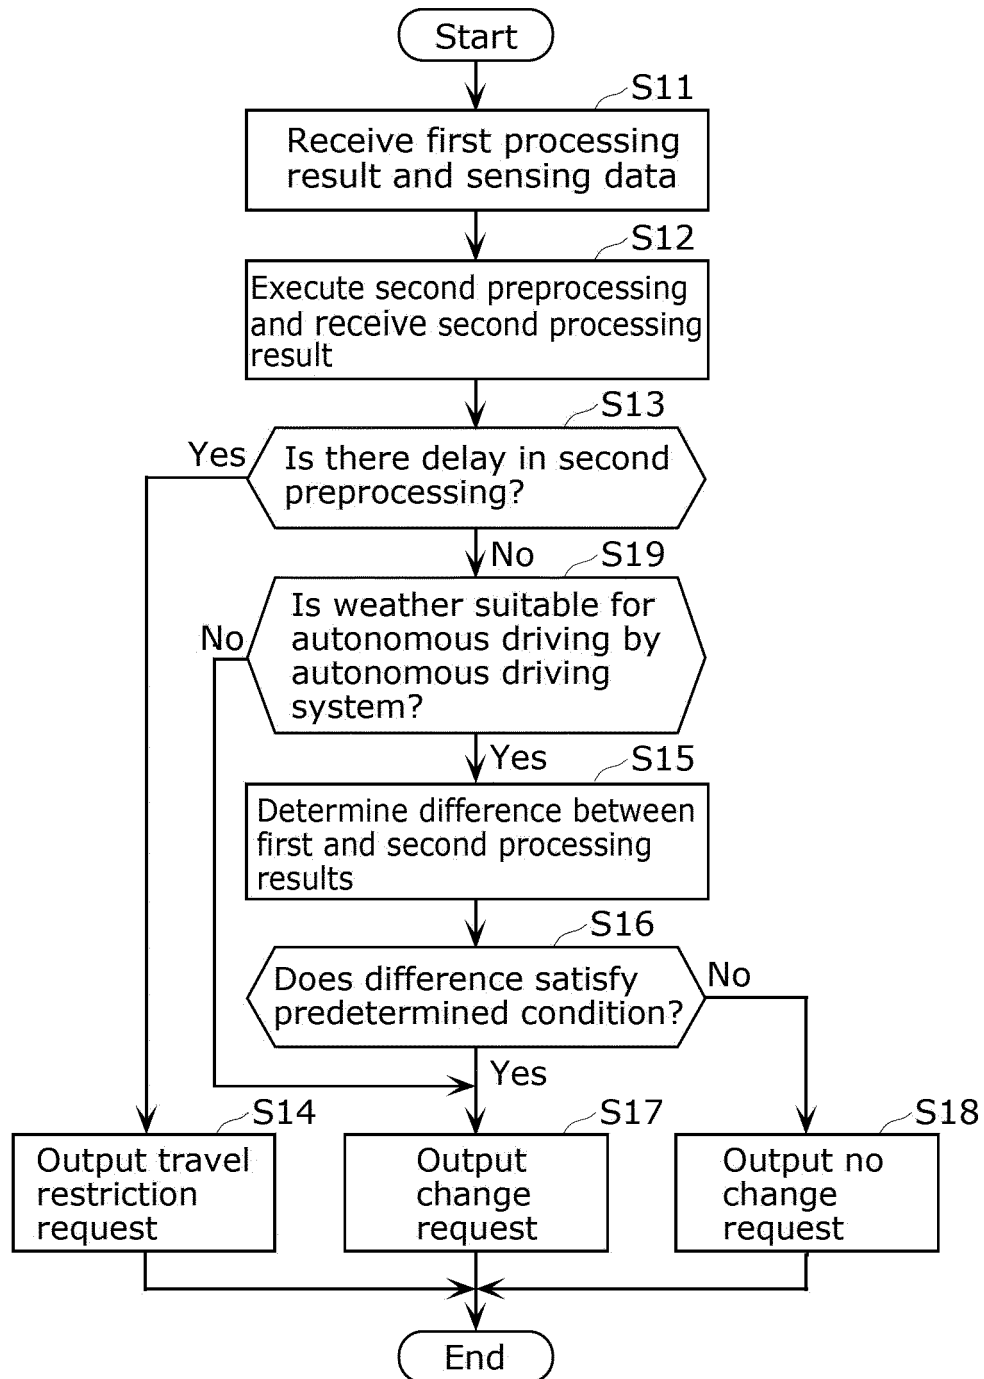 Start
S11
Receive first processing
result and sensing data
S12
Execute second preprocessing
and receive second processing
result
S13
Yes
Is there delay in second
preprocessing?
No
S19
Is weather suitable for
No
autonomous driving by
autonomous driving
system?
Yes
S15
Determine difference between
first and second processing
results
S16
Does difference satisfy
No
predetermined condition?
Yes
S14
S17
S18
Output travel
restriction
request
Output
change
request
Output no
change
request
End